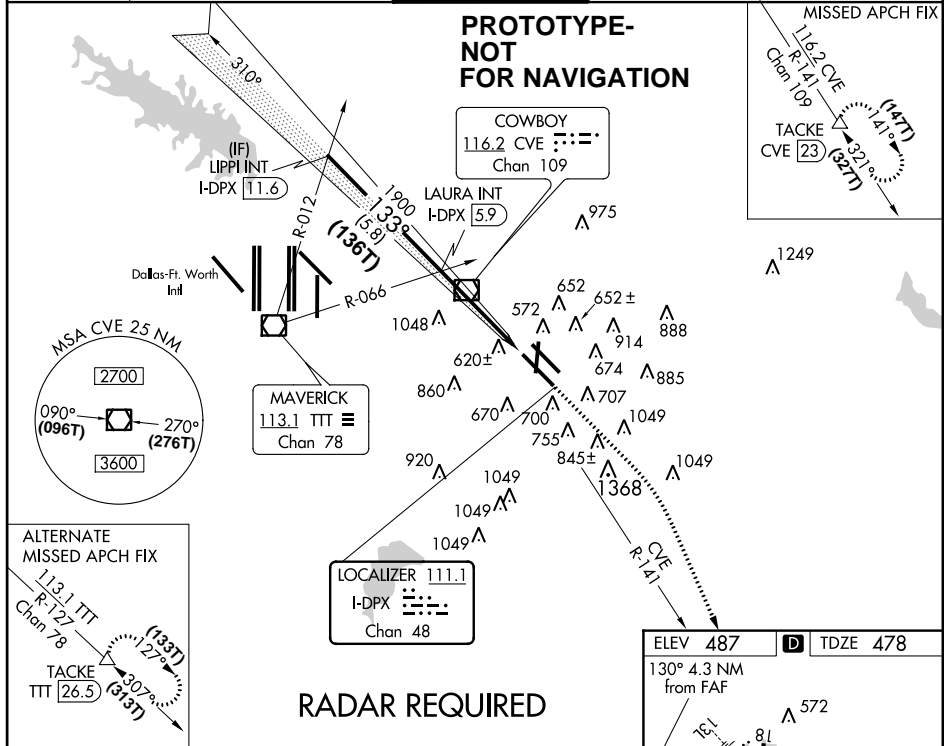 PROTOTYPE-
NOT
FOR NAVIGATION
MISSED APCH FIX
116.2 CVE
R-141
Chan 109
TACKE
CVE 23
(147T)
141°
321°
(327T)
310°
(IF)
LIPPI INT
I-DPX 11.6
R-012
1900
133°
(5.8)
(136T)
LAURA INT
I-DPX 5.9
COWBOY
116.2 CVE
Chan 109
R-066
Dallas-Ft. Worth
Intl
MAVERICK
113.1 TTT
Chan 78
MSA CVE 25 NM
2700
090°
(096T)
270°
(276T)
3600
975
1249
652
652±
572
1048
914
888
620±
674
885
860
707
670
700
1049
755
845±
920
1049
1368
1049
1049
1049
CVE
R-141
LOCALIZER 111.1
I-DPX
Chan 48
ALTERNATE
MISSED APCH FIX
113.1 TTT
R-127
Chan 78
TACKE
TTT 26.5
(133T)
127°
307°
(313T)
RADAR REQUIRED
ELEV 487 D TDZE 478
130° 4.3 NM
from FAF
572
13L
18